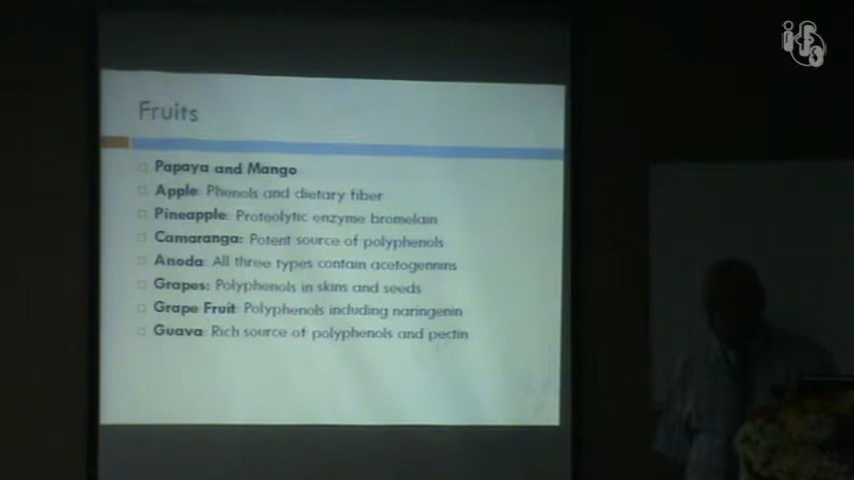 Fruits
Papaya and Mango
Apple: Phenols and dietary fiber
Pineapple: Proteolytic enzyme bromelain
Camaranga: Potent source of polyphenols
Anoda: All three types contain acetogennins
Grapes: Polyphenols in skins and seeds
Grape Fruit: Polyphenols including naringenin
Guava: Rich source of polyphenols and pectin